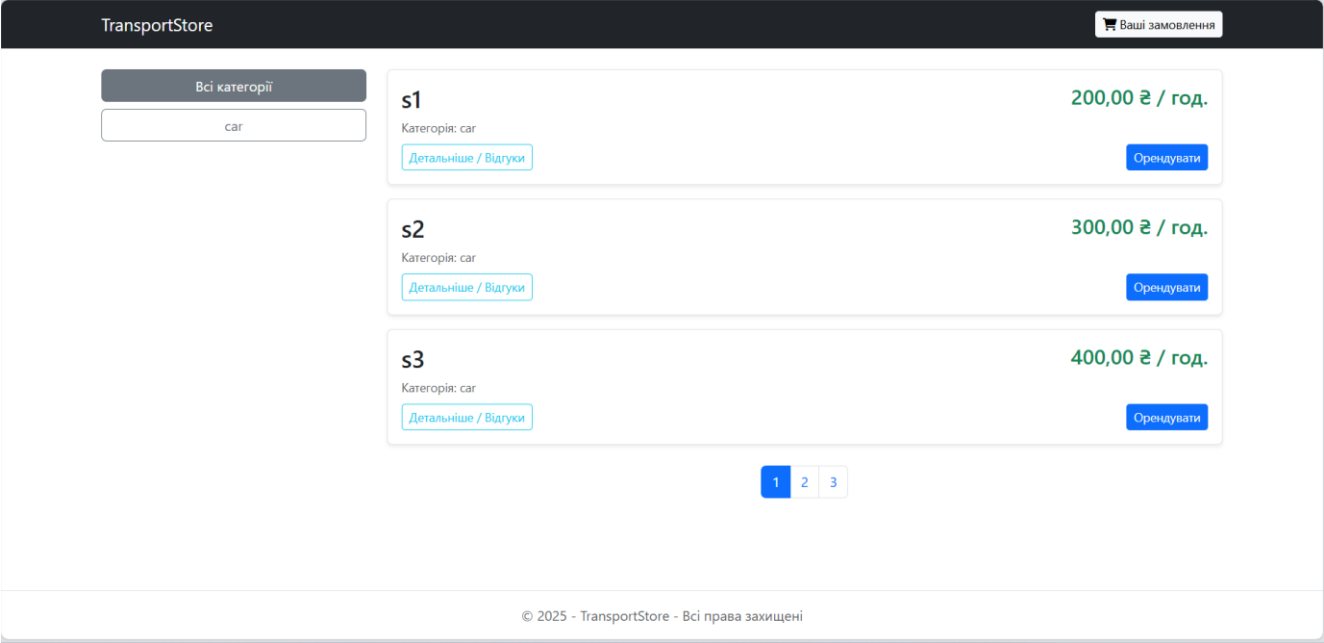 TransportStore
Ваші замовлення
Всі категорії
car
s1
200,00 ₴ / год.
Категорія: car
Детальніше / Відгуки
Орендувати
s2
300,00 ₴ / год.
Категорія: car
Детальніше / Відгуки
Орендувати
s3
400,00 ₴ / год.
Категорія: car
Детальніше / Відгуки
Орендувати
1 2 3
© 2025 - TransportStore - Всі права захищені